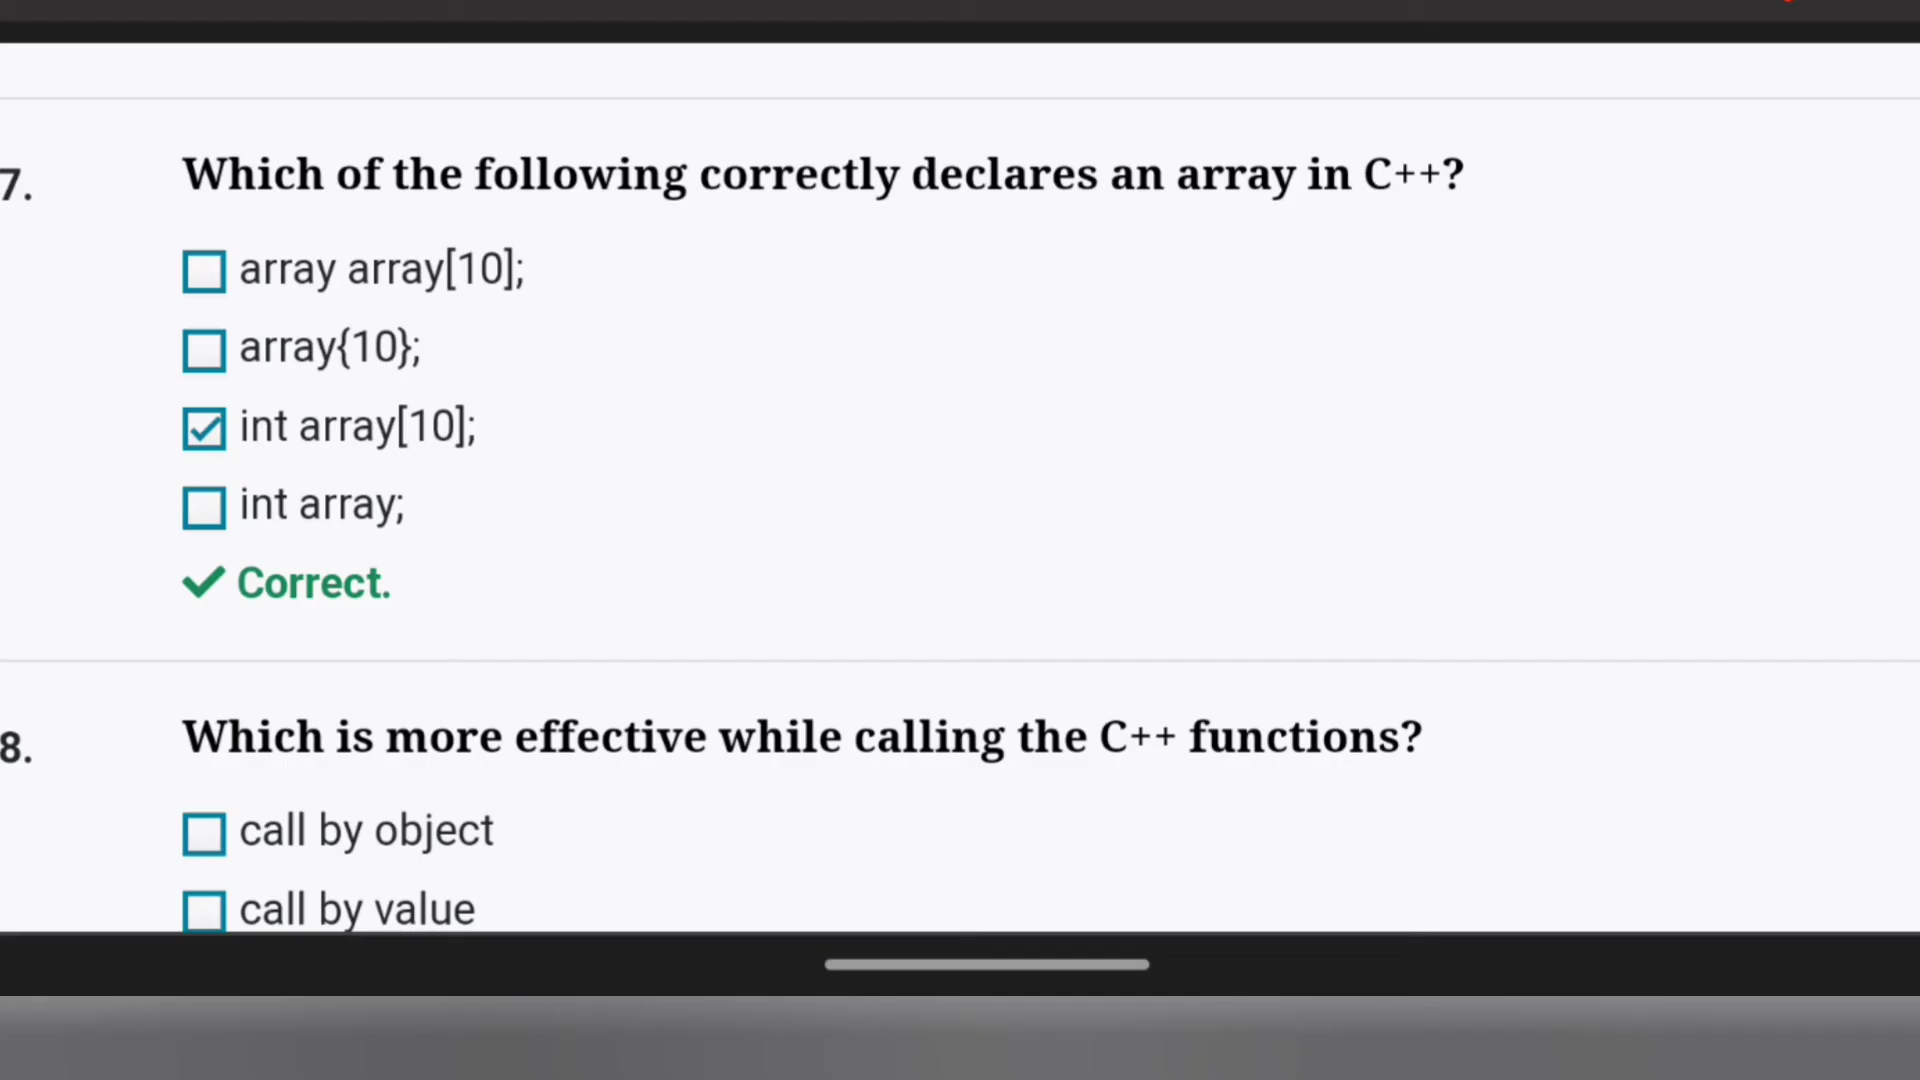 7.
Which of the following correctly declares an array in C++?
array array[10];
array{10};
int array[10];
int array;
Correct.
8.
Which is more effective while calling the C++ functions?
call by object
call by value